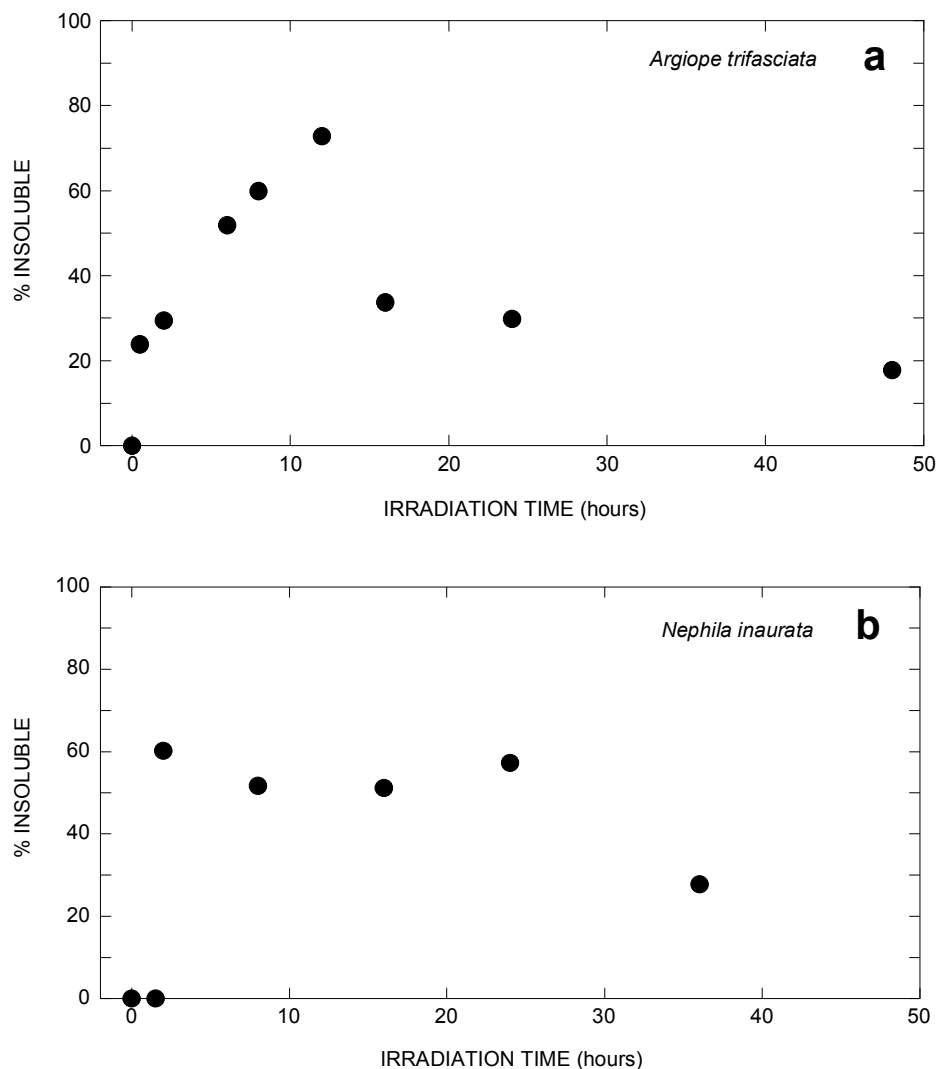 100
Argiope trifasciata a
80
60
40
20
0
% INSOLUBLE
0 10 20 30 40 50
IRRADIATION TIME (hours)
100
Nephila inaurata b
80
60
40
20
0
% INSOLUBLE
0 10 20 30 40 50
IRRADIATION TIME (hours)